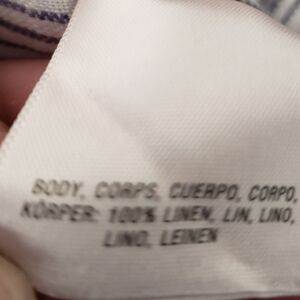 BODY, CORPS, CUERPO, CORPO,
KÖRPER: 100% LINEN, LIN, LINO,
LINO, LEINEN